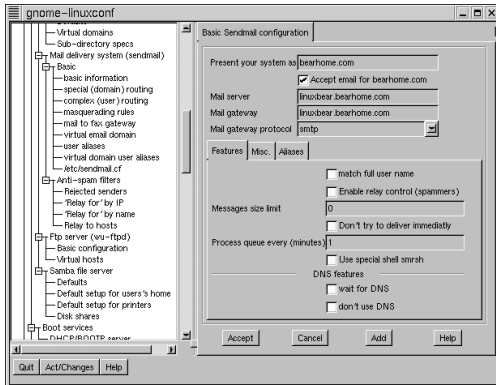 gnome-linuxconf
Virtual domains
Sub-directory specs
Mail delivery system (sendmail)
Basic
basic information
special (domain) routing
complex (user) routing
masquerading rules
mail to fax gateway
virtual email domain
user aliases
virtual domain user aliases
/etc/sendmail.cf
Anti-spam filters
Rejected senders
'Relay for' by IP
'Relay for' by name
Relay to hosts
Ftp server (wu-ftpd)
Basic configuration
Virtual hosts
Samba file server
Defaults
Default setup for users's home
Default setup for printers
Disk shares
Boot services
DHCP/BOOTP server
Quit Act/Changes Help
Basic Sendmail configuration
Present your system as bearhome.com
Accept email for bearhome.com
Mail server linuxbear.bearhome.com
Mail gateway linuxbear.bearhome.com
Mail gateway protocol smtp
Features Misc. Aliases
match full user name
Enable relay control (spammers)
Messages size limit 0
Don't try to deliver immediatly
Process queue every (minutes) 1
Use special shell smrsh
DNS features
wait for DNS
don't use DNS
Accept Cancel Add Help